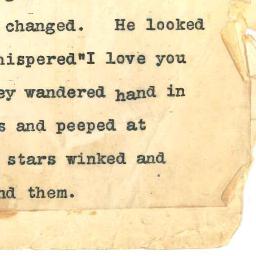 changed. He looked
hispered"I love you
ey wandered hand in
s and peeped at
stars winked and
nd them.